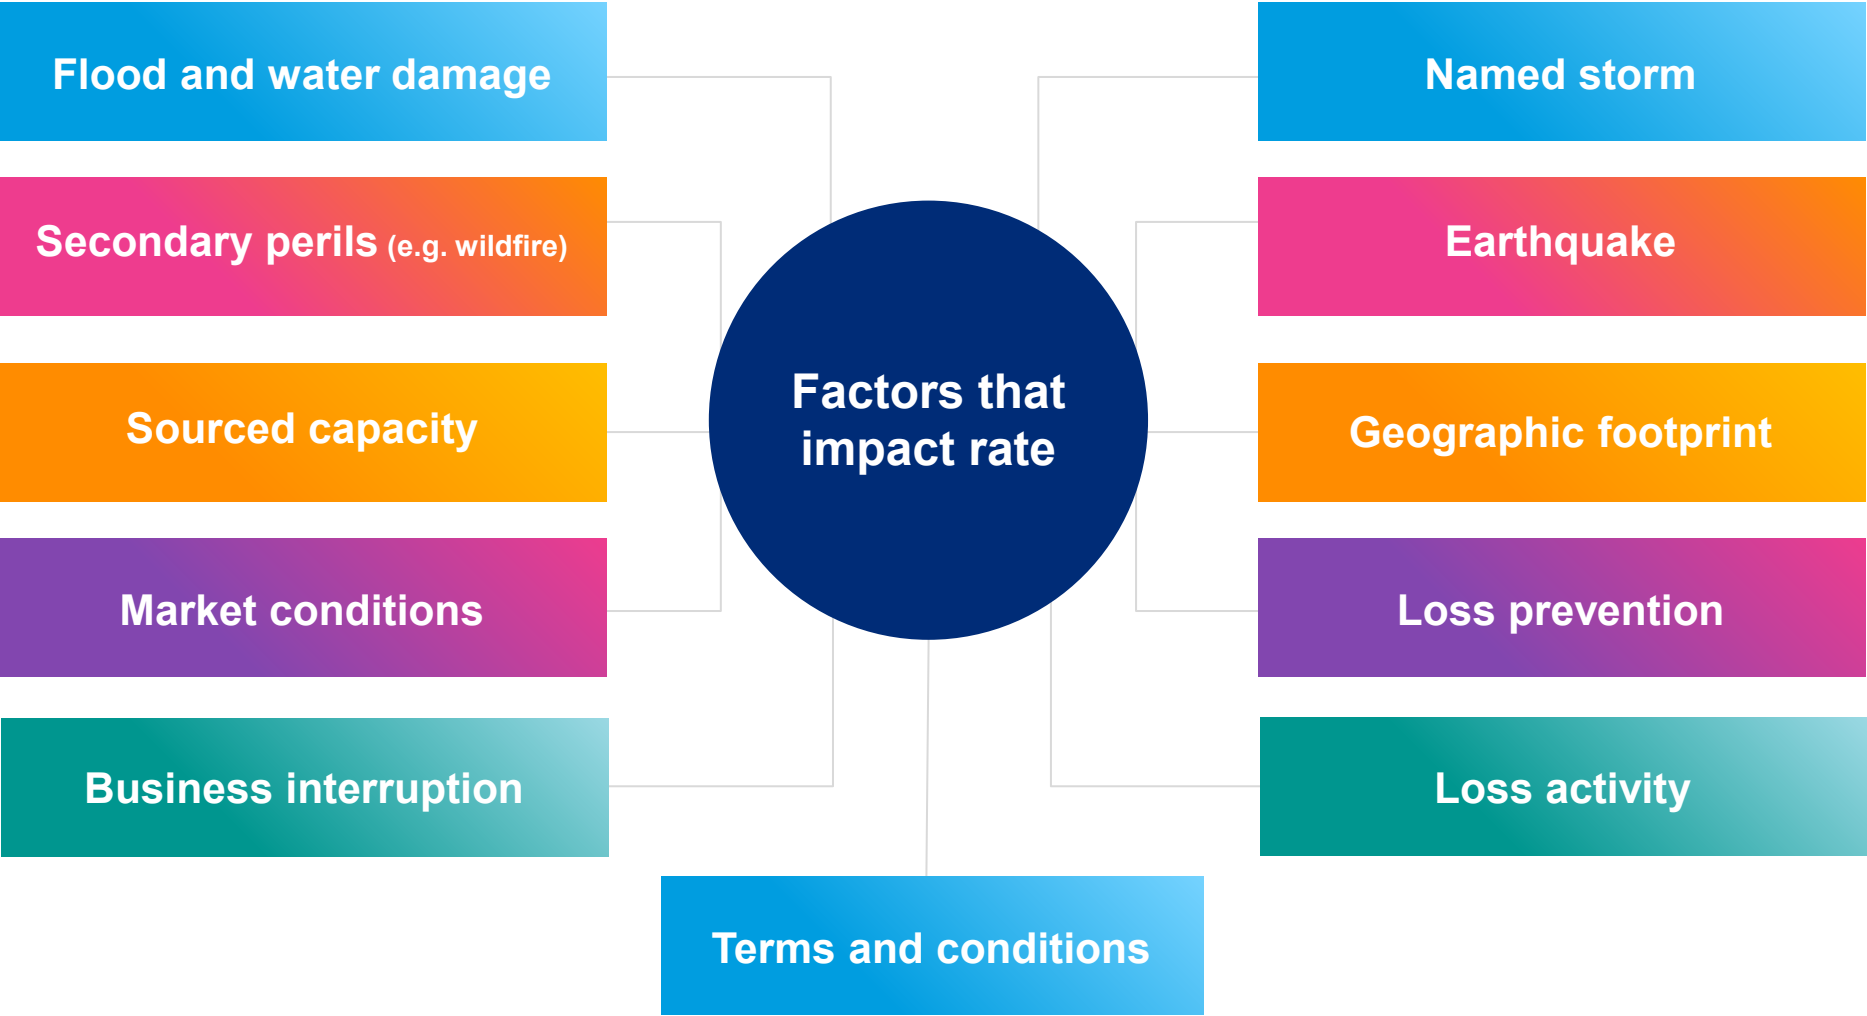 Flood and water damage
Named storm
Secondary perils (e.g. wildfire)
Earthquake
Factors that
impact rate
Sourced capacity
Geographic footprint
Market conditions
Loss prevention
Business interruption
Loss activity
Terms and conditions